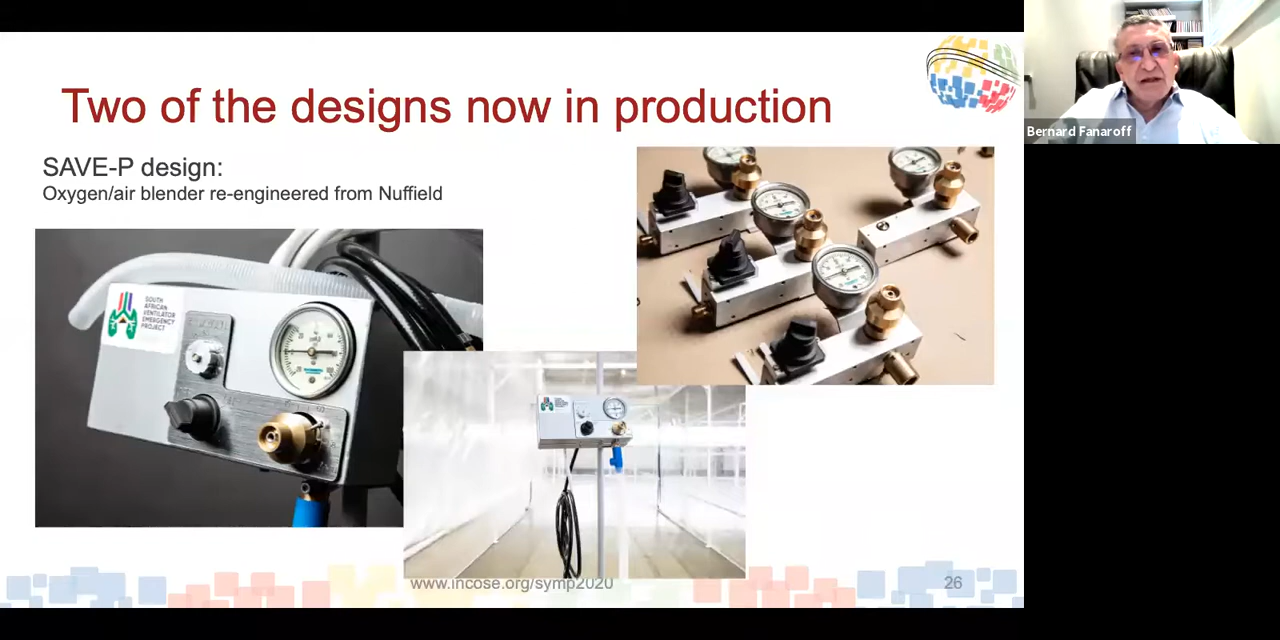 Two of the designs now in production
SAVE-P design:
Oxygen/air blender re-engineered from Nuffield
SOUTH
AFRICAN
VENTILATOR
EMERGENCY
PROJECT
www.incose.org/symp2020
26
Bernard Fanaroff